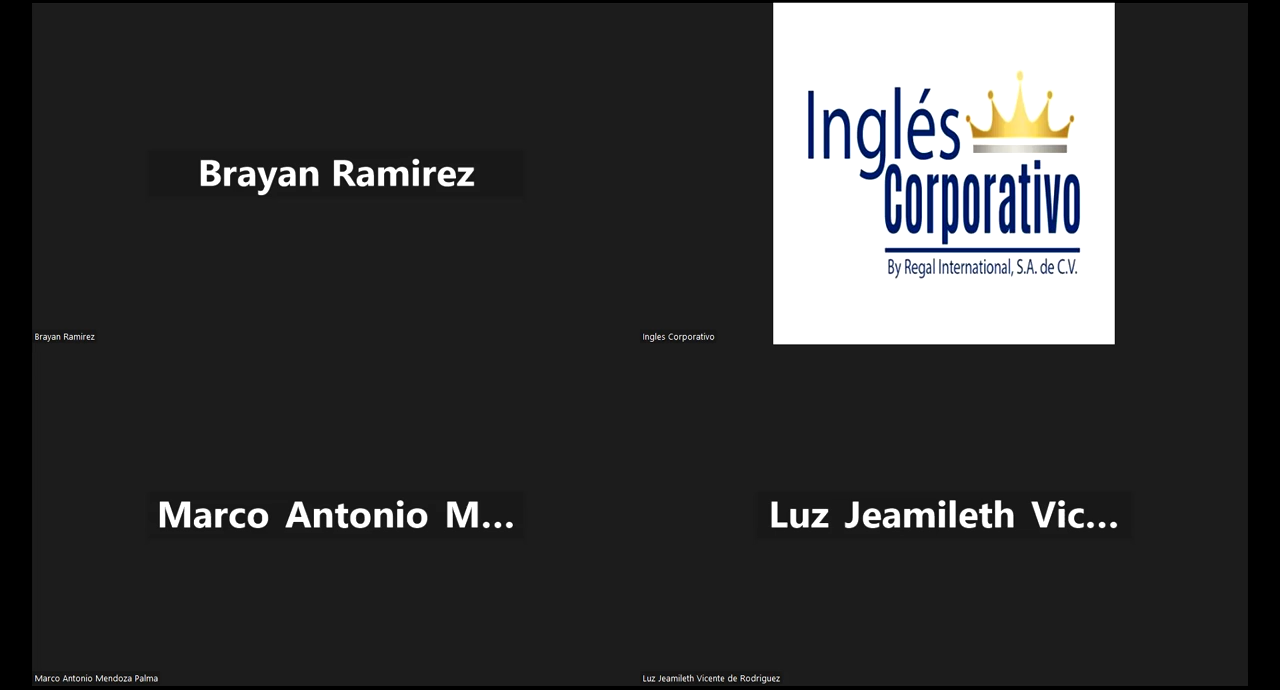 Brayan Ramirez
Brayan Ramirez
Inglés
Corporativo
By Regal International, S.A. de C.V.
Ingles Corporativo
Marco Antonio M...
Marco Antonio Mendoza Palma
Luz Jeamileth Vic...
Luz Jeamileth Vicente de Rodriguez